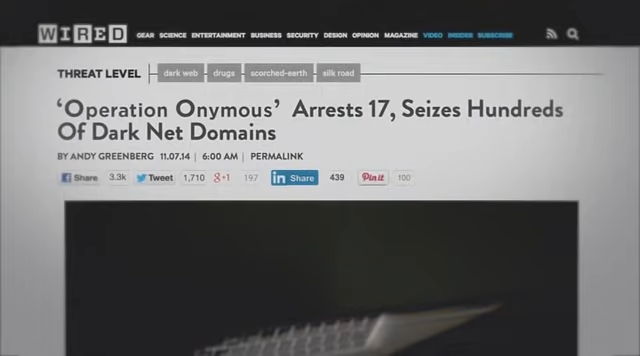 WIRED GEAR SCIENCE ENTERTAINMENT BUSINESS SECURITY DESIGN OPINION MAGAZINE VIDEO INSIDER SUBSCRIBE
THREAT LEVEL dark web drugs scorched-earth silk road
‘Operation Onymous’ Arrests 17, Seizes Hundreds
Of Dark Net Domains
BY ANDY GREENBERG 11.07.14 | 6:00 AM | PERMALINK
Share 3.3k Tweet 1,710 g+1 197 in Share 439 Pin it 100